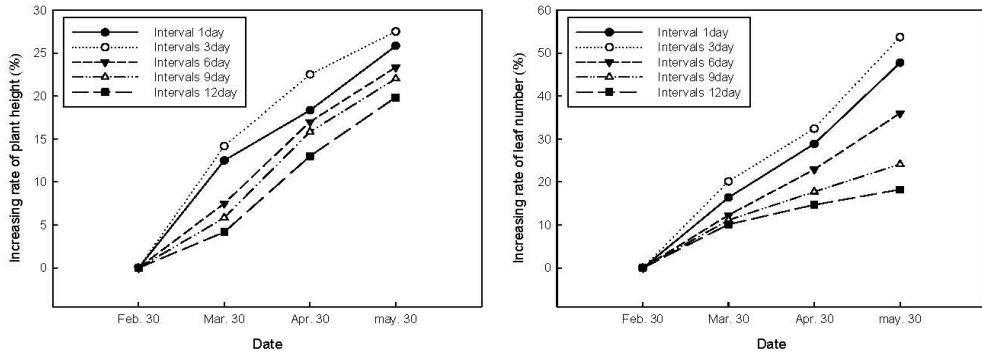 30
25
20
15
10
5
0
Increasing rate of plant height (%)
Interval 1day
Intervals 3day
Intervals 6day
Intervals 9day
Intervals 12day
Feb. 30
Mar. 30
Apr. 30
may. 30
Date
60
50
40
30
20
10
0
Increasing rate of leaf number (%)
Interval 1day
Intervals 3day
Intervals 6day
Intervals 9day
Intervals 12day
Feb. 30
Mar. 30
Apr. 30
may. 30
Date